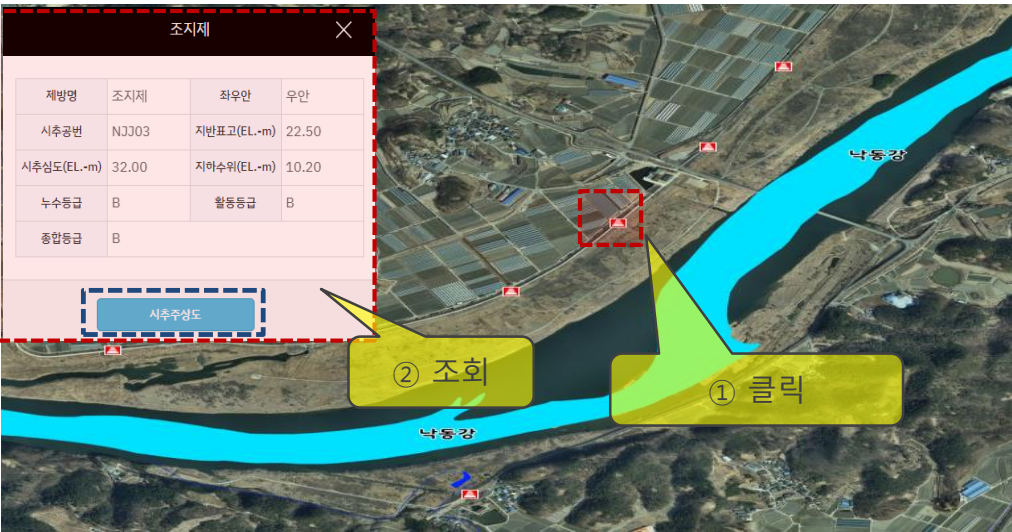 조지제
제방명 조지제 좌우안 우안
시추공번 NJJ03 지반표고(EL.-m) 22.50
시추심도(EL.-m) 32.00 지하수위(EL.-m) 10.20
누수등급 B 활동등급 B
종합등급 B
시추주상도
낙동강
② 조회
① 클릭
낙동강